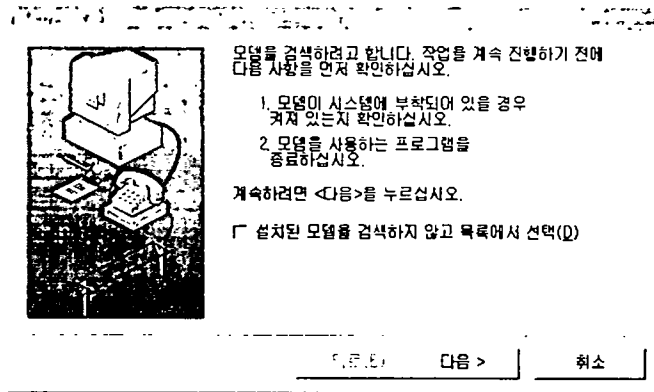 모뎀을 검색하려고 합니다. 작업을 계속 진행하기 전에
다음 사항을 먼저 확인하십시오.
1. 모뎀이 시스템에 부착되어 있을 경우
켜져 있는지 확인하십시오.
2. 모뎀을 사용하는 프로그램을
종료하십시오.
계속하려면 <다음>을 누르십시오.
설치된 모뎀을 검색하지 않고 목록에서 선택(D)
다음 >
취소